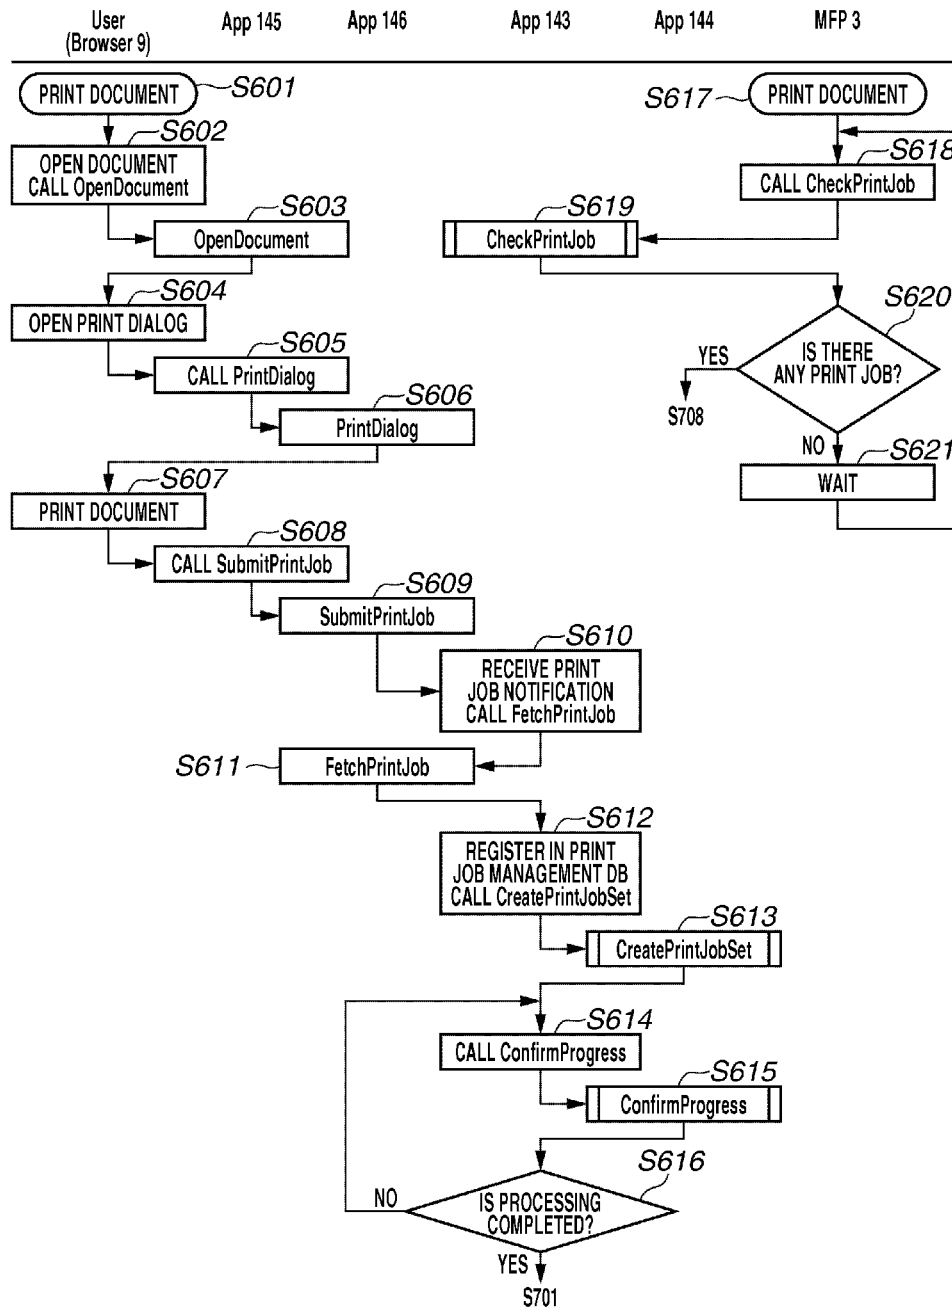 User
(Browser 9)
App 145
App 146
App 143
App 144
MFP 3
PRINT DOCUMENT
S601
S617
PRINT DOCUMENT
S602
OPEN DOCUMENT
CALL OpenDocument
S618
CALL CheckPrintJob
S603
OpenDocument
S619
CheckPrintJob
S604
OPEN PRINT DIALOG
S620
IS THERE
ANY PRINT JOB?
YES
S708
NO
S605
CALL PrintDialog
S606
PrintDialog
S621
WAIT
S607
PRINT DOCUMENT
S608
CALL SubmitPrintJob
S609
SubmitPrintJob
S610
RECEIVE PRINT
JOB NOTIFICATION
CALL FetchPrintJob
S611
FetchPrintJob
S612
REGISTER IN PRINT
JOB MANAGEMENT DB
CALL CreatePrintJobSet
S613
CreatePrintJobSet
S614
CALL ConfirmProgress
S615
ConfirmProgress
S616
NO
IS PROCESSING
COMPLETED?
YES
S701